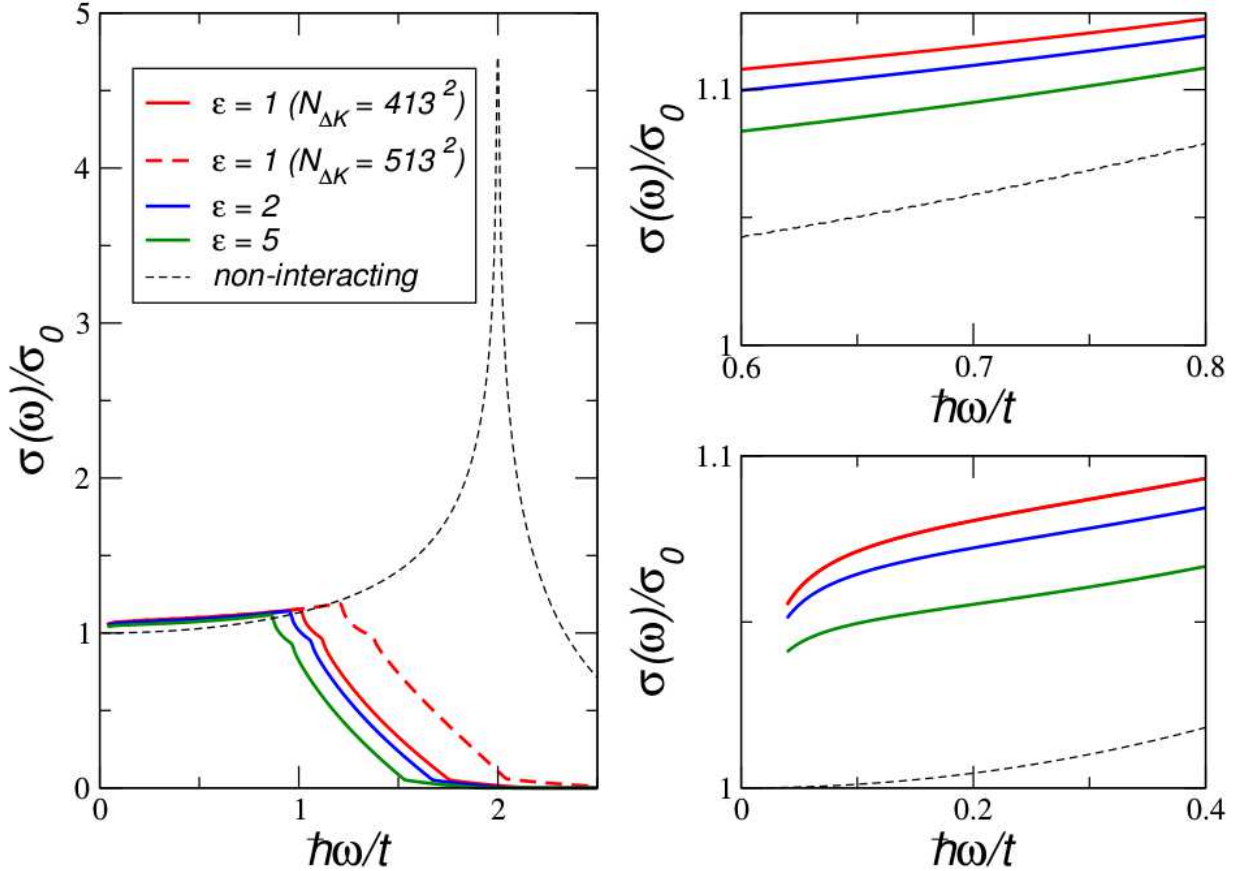 5
4
3
2
1
0
0
1
2
σ(ω)/σ0
ħω/t
ε = 1 (NΔK = 413²)
ε = 1 (NΔK = 513²)
ε = 2
ε = 5
non-interacting
1.1
1
0.6
0.7
0.8
σ(ω)/σ0
ħω/t
1.1
1
0
0.2
0.4
σ(ω)/σ0
ħω/t